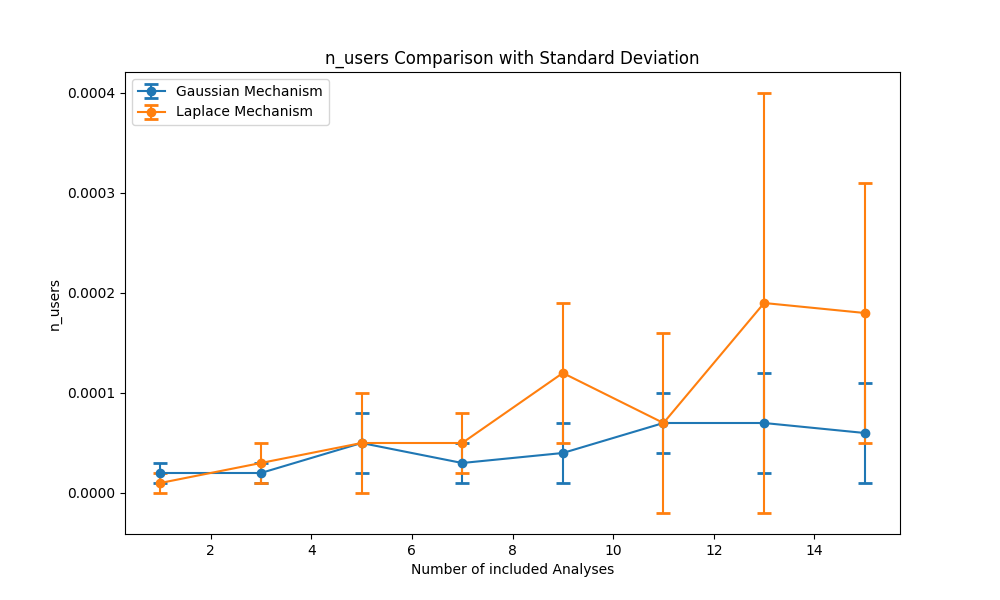 n_users Comparison with Standard Deviation
Gaussian Mechanism
Laplace Mechanism
0.0004
0.0003
0.0002
0.0001
0.0000
n_users
2 4 6 8 10 12 14
Number of included Analyses